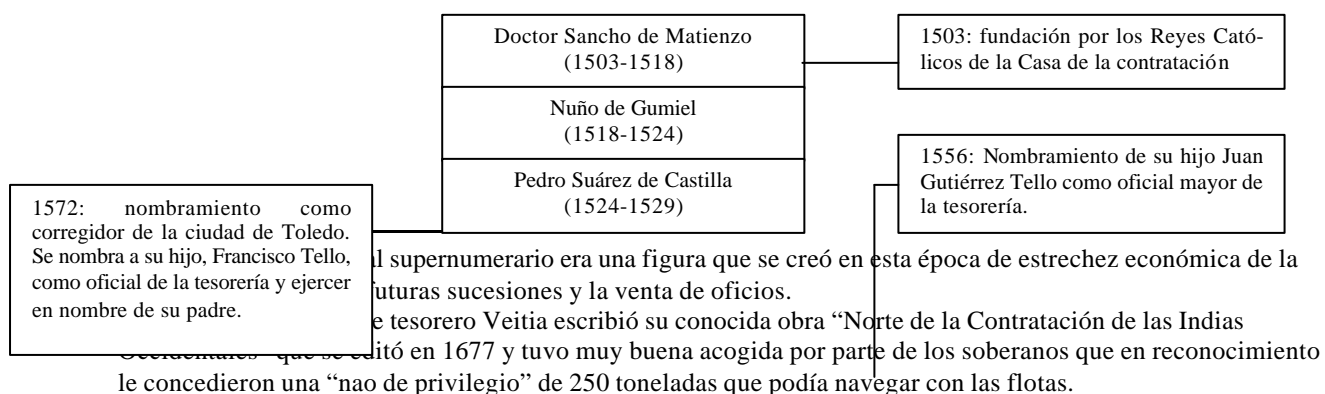 Doctor Sancho de Matienzo
(1503-1518)
1503: fundación por los Reyes Cató-
licos de la Casa de la contratación
Nuño de Gumiel
(1518-1524)
Pedro Suárez de Castilla
(1524-1529)
1556: Nombramiento de su hijo Juan
Gutiérrez Tello como oficial mayor de
la tesorería.
1572: nombramiento como
corregidor de la ciudad de Toledo.
Se nombra a su hijo, Francisco Tello,
como oficial de la tesorería y ejercer
en nombre de su padre.
al supernumerario era una figura que se creó en esta época de estrechez económica de la
futuras sucesiones y la venta de oficios.
e tesorero Veitia escribió su conocida obra “Norte de la Contratación de las Indias
que se editó en 1677 y tuvo muy buena acogida por parte de los soberanos que en reconocimiento
le concedieron una “nao de privilegio” de 250 toneladas que podía navegar con las flotas.